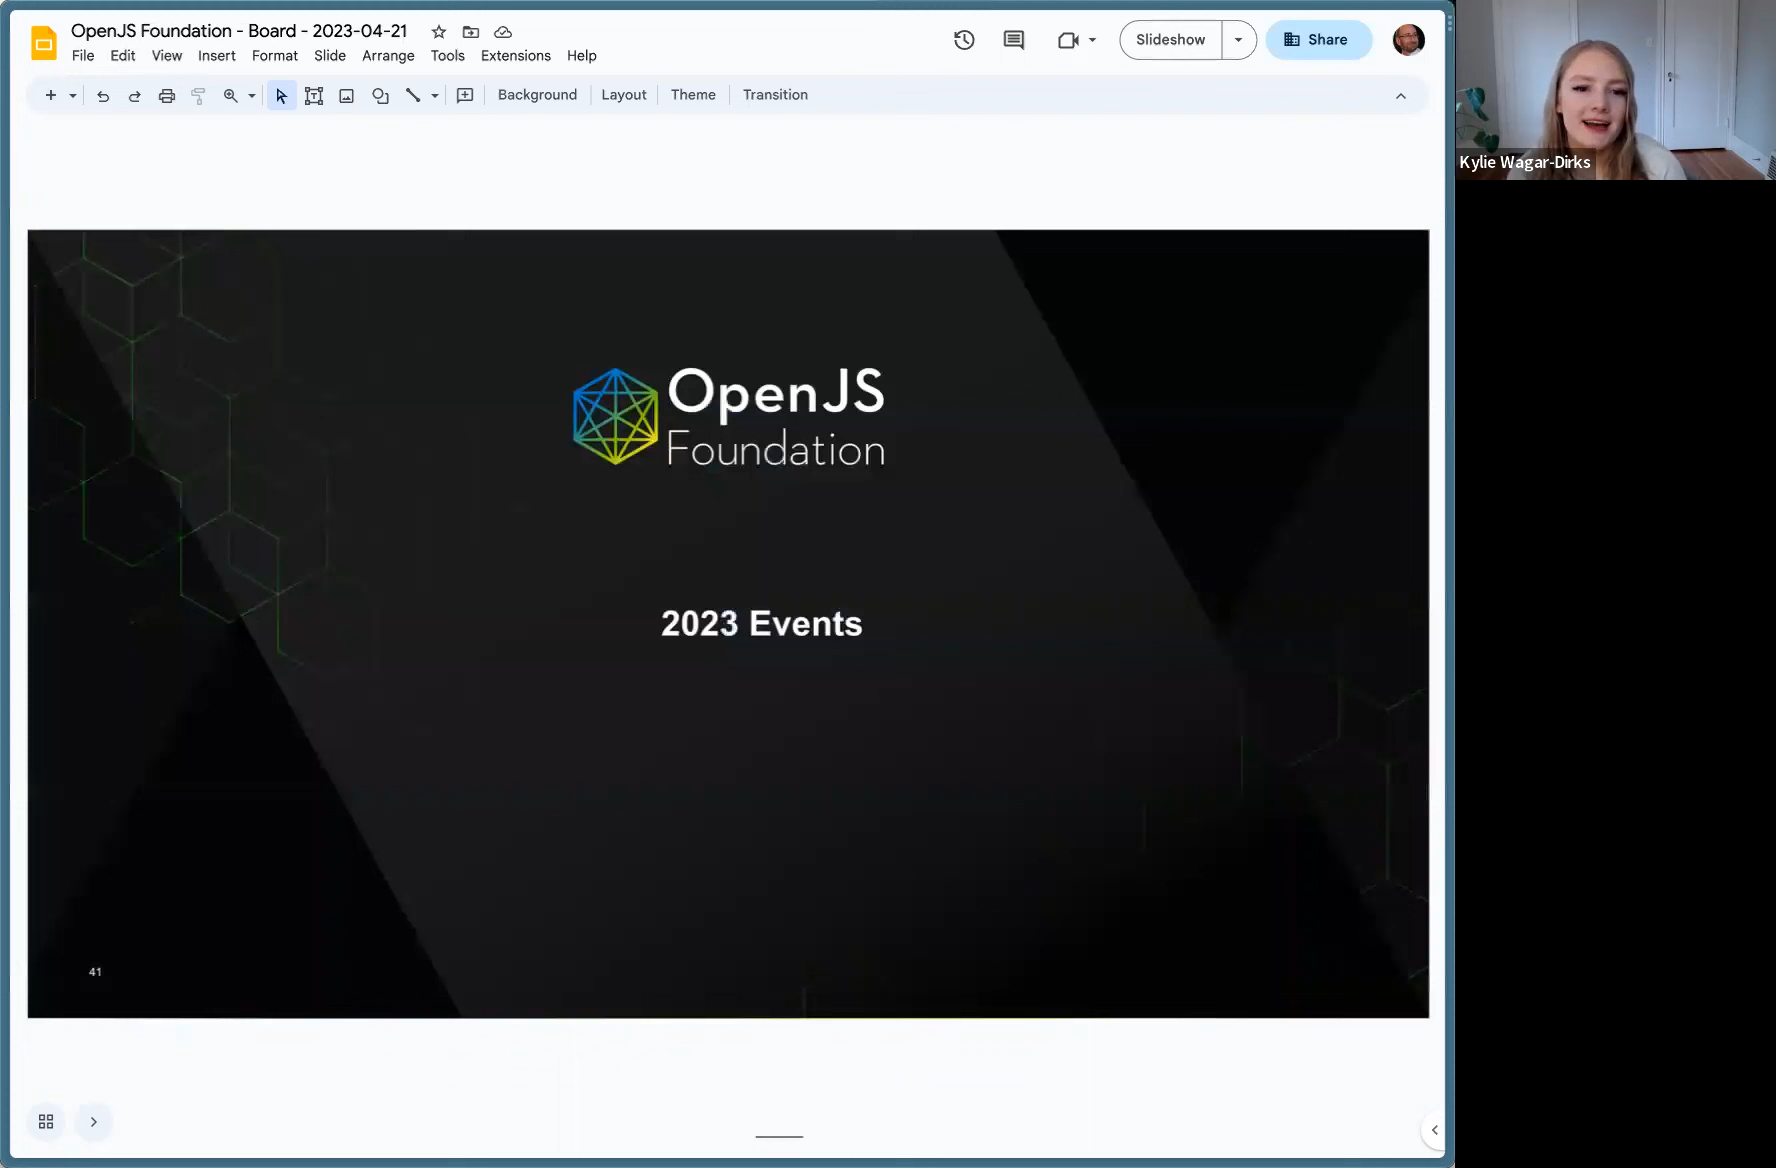 OpenJS Foundation - Board - 2023-04-21
File Edit View Insert Format Slide Arrange Tools Extensions Help
Slideshow
Share
Background Layout Theme Transition
Kylie Wagar-Dirks
OpenJS
Foundation
2023 Events
41